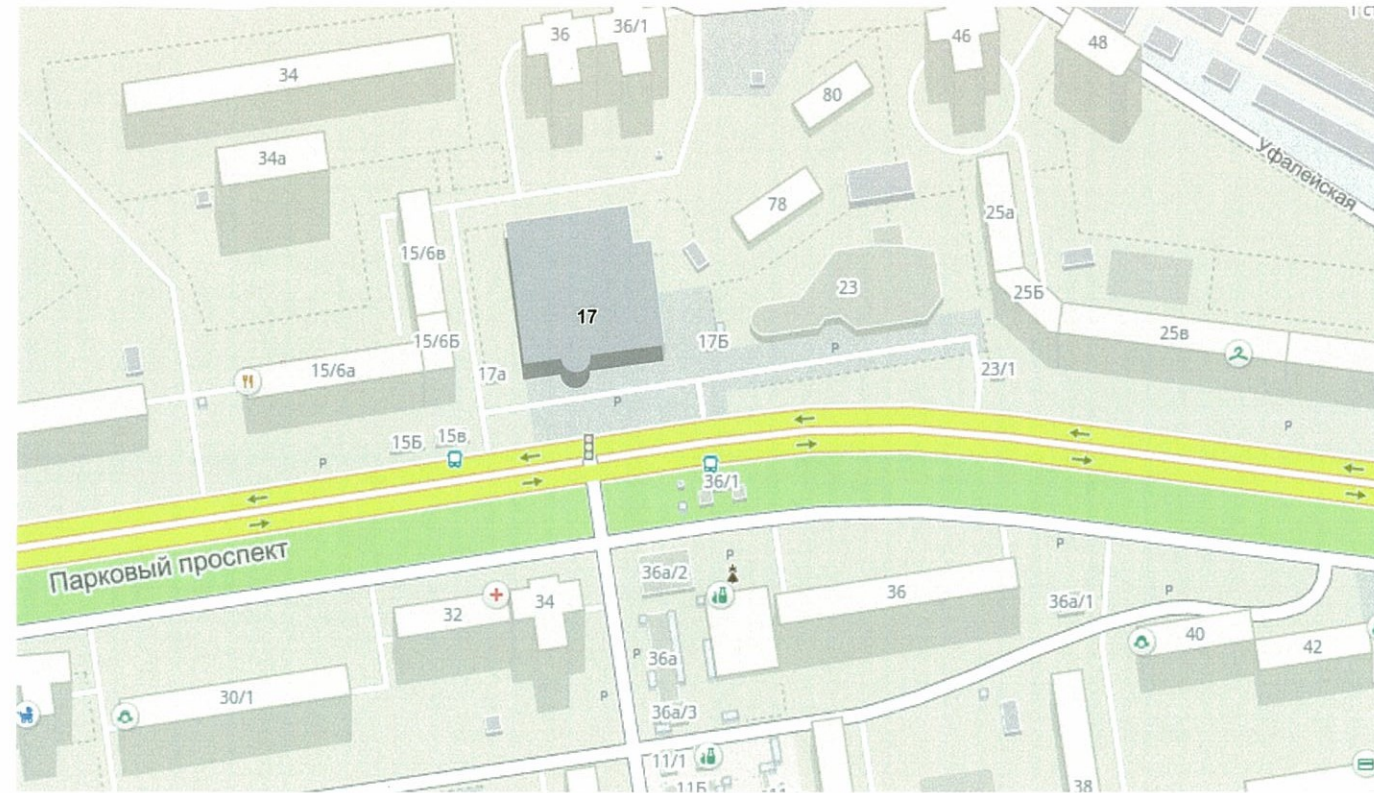 36
36/1
46
48
34
80
34а
Уфалейская
78
25а
15/6в
23
25Б
17
15/6Б
17Б
25в
Р
15/6а
17а
23/1
Р
Р
15Б
15в
Р
36/1
Парковый проспект
Р
Р
36а/2
36
Р
36а/1
32
34
40
42
Р
36а
30/1
Р
36а/3
11/1
11Б
38